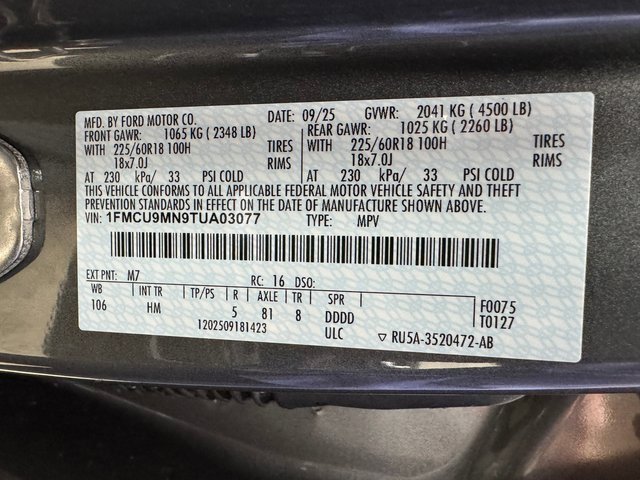 MFD. BY FORD MOTOR CO. DATE: 09/25 GVWR: 2041 KG ( 4500 LB)
FRONT GAWR: 1065 KG ( 2348 LB) REAR GAWR: 1025 KG ( 2260 LB)
WITH 225/60R18 100H TIRES WITH 225/60R18 100H TIRES
18x7.0J RIMS 18x7.0J RIMS
AT 230 kPa/ 33 PSI COLD AT 230 kPa/ 33 PSI COLD
THIS VEHICLE CONFORMS TO ALL APPLICABLE FEDERAL MOTOR VEHICLE SAFETY AND THEFT
PREVENTION STANDARDS IN EFFECT ON THE DATE OF MANUFACTURE SHOWN ABOVE.
VIN: 1FMCU9MN9TUA03077 TYPE: MPV
EXT PNT: M7 RC: 16 DSO:
WB INT TR TP/PS R AXLE TR SPR F0075
106 HM 5 81 8 DDDD T0127
1202509181423 ULC ▽ RU5A-3520472-AB